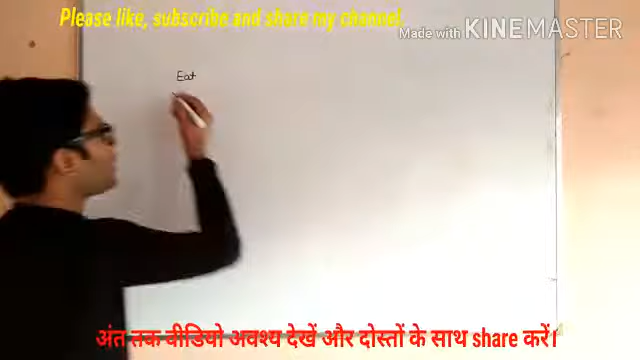 Please like, subscribe and share my channel.
Made with KINEMASTER
Eat
अंत तक वीडियो अवश्य देखें और दोस्तों के साथ share करें।